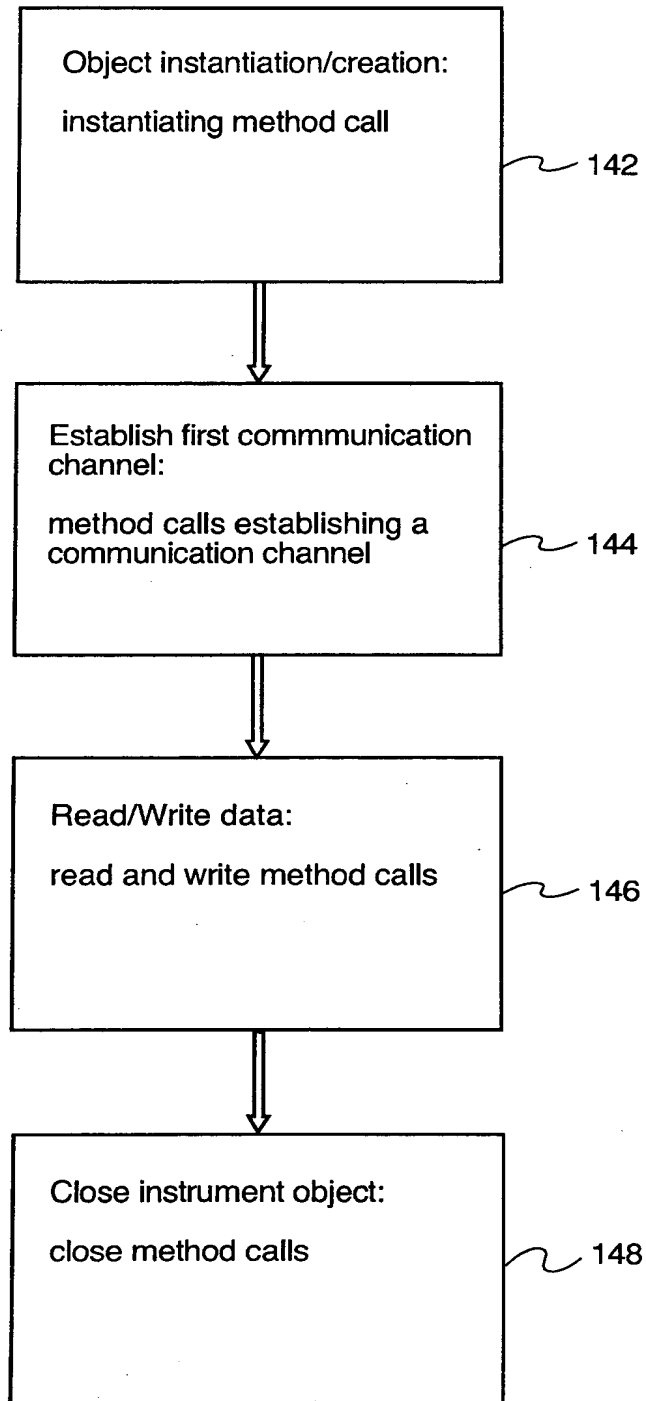 Object instantiation/creation:
instantiating method call
142
Establish first commmunication
channel:
method calls establishing a
communication channel
144
Read/Write data:
read and write method calls
146
Close instrument object:
close method calls
148